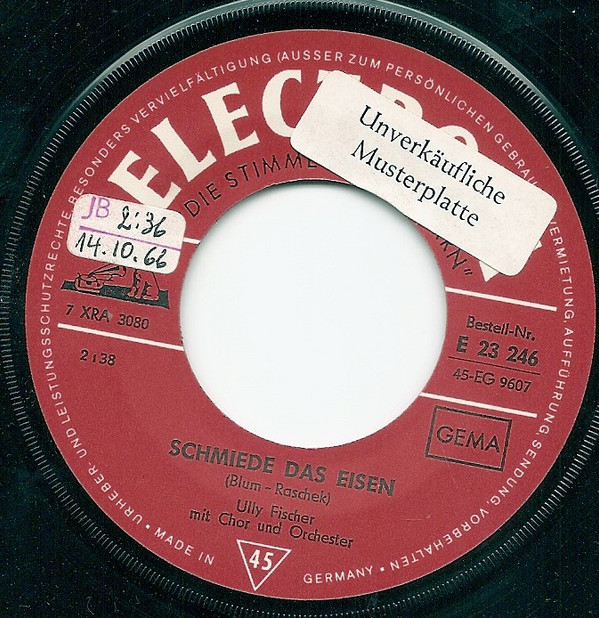 URHEBER- UND LEISTUNGSSCHUTZRECHTE BESONDERS VERVIELFÄLTIGUNG (AUSSER ZUM PERSÖNLICHEN GEBRAU
VERMIETUNG, AUFFÜHRUNG, SENDUNG, VORBEHALTEN
ELECTRO
DIE STIMME
Unverkäufliche
Musterplatte
JB 2:36
14.10.66
7 XRA 3080
2:38
Bestell-Nr.
E 23 246
45-EG 9607
GEMA
SCHMIEDE DAS EISEN
(Blum - Raschek)
Ully Fischer
mit Chor und Orchester
MADE IN
45
GERMANY